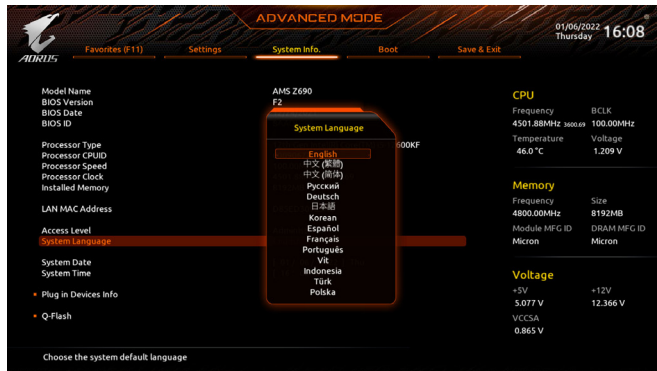 ADVANCED MODE
01/06/2022 Thursday 16:08
AORUS
Favorites (F11) Settings System Info. Boot Save & Exit
Model Name AMS Z690
BIOS Version F2
BIOS Date
BIOS ID
Processor Type 600KF
Processor CPUID
Processor Speed
Processor Clock
Installed Memory
LAN MAC Address
Access Level
System Language
System Date
System Time
Plug in Devices Info
Q-Flash
System Language
English
中文 (繁體)
中文 (简体)
Русский
Deutsch
日本語
Korean
Español
Français
Português
Vit
Indonesia
Türk
Polska
CPU
Frequency BCLK
4501.88MHz 3600.69 100.00MHz
Temperature Voltage
46.0 °C 1.209 V
Memory
Frequency Size
4800.00MHz 8192MB
Module MFG ID DRAM MFG ID
Micron Micron
Voltage
+5V +12V
5.077 V 12.366 V
VCCSA
0.865 V
Choose the system default language